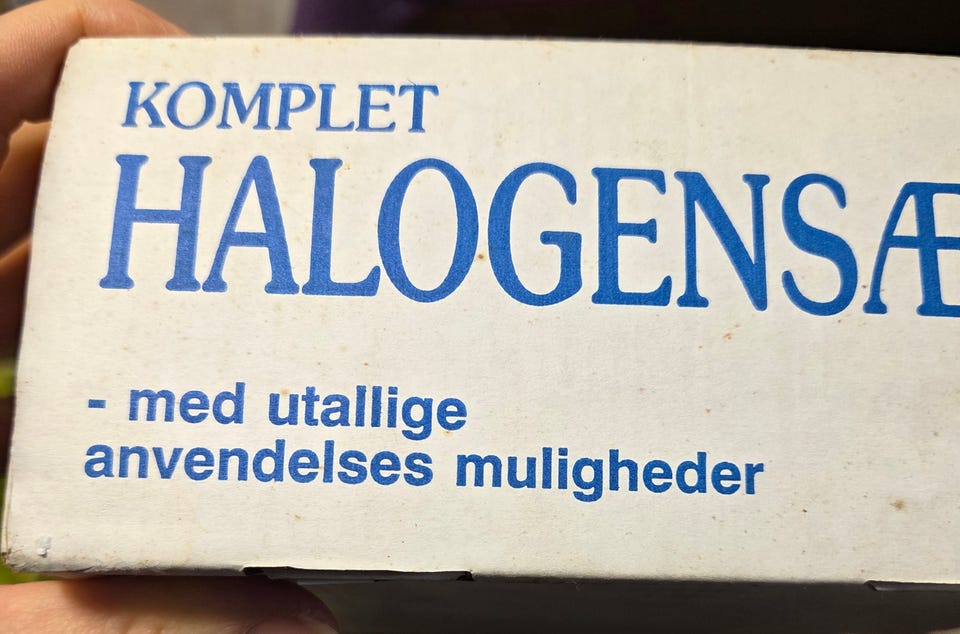 KOMPLET
HALOGENSÆ
- med utallige
anvendelses muligheder